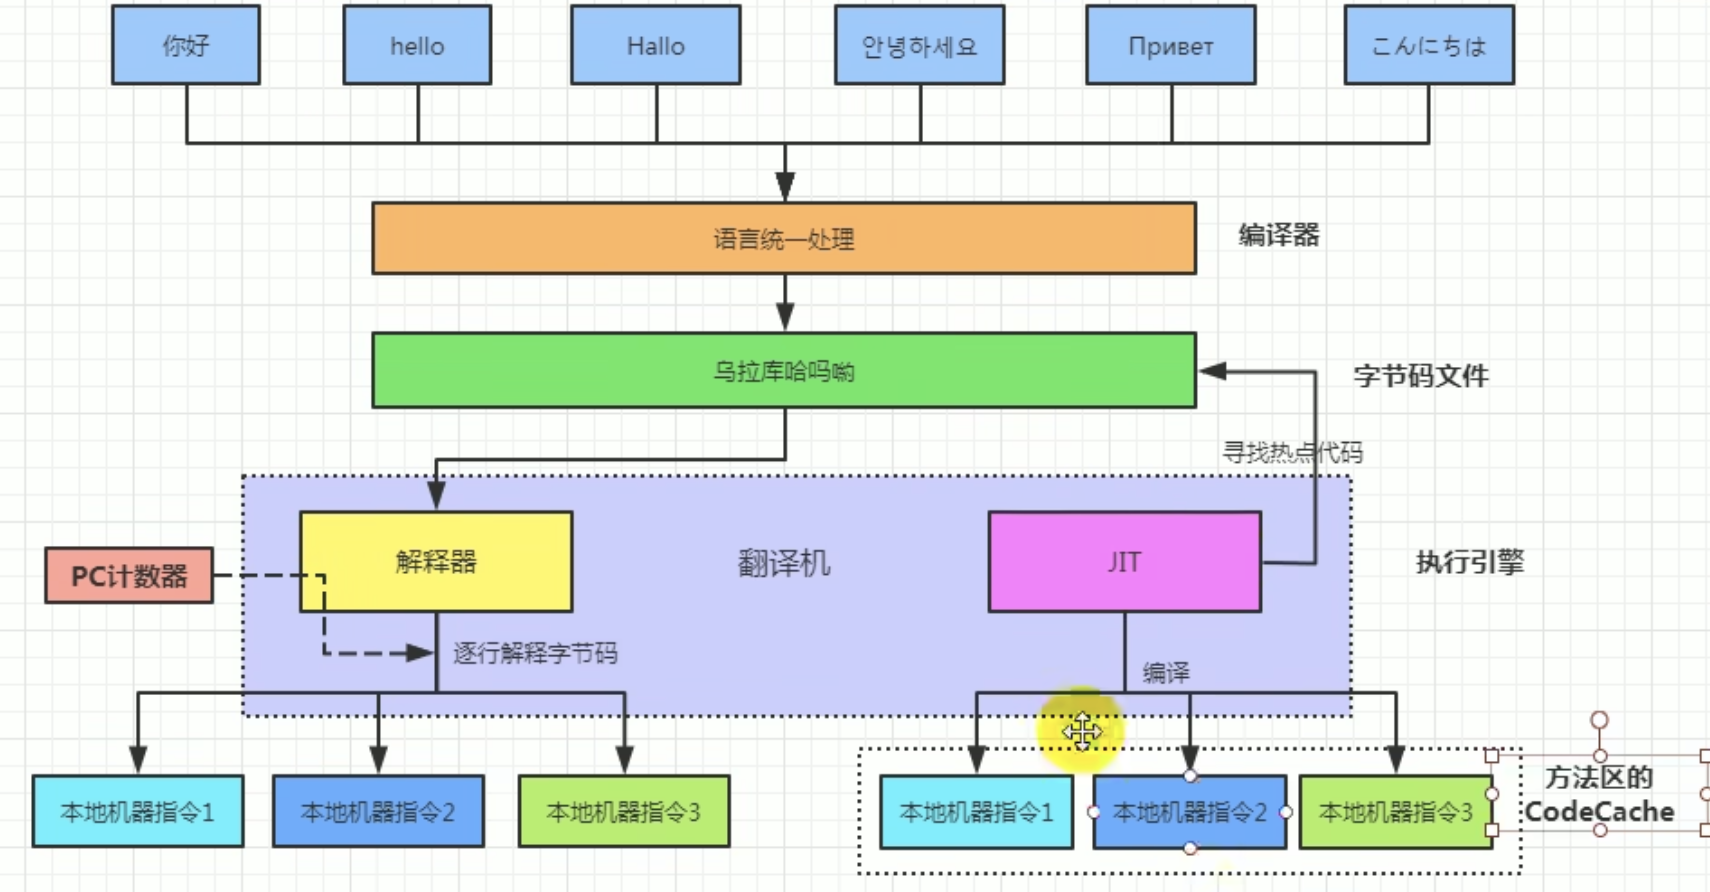 你好
hello
Hallo
안녕하세요
Привет
こんにちは
语言统一处理
编译器
乌拉库哈吗哟
字节码文件
寻找热点代码
PC计数器
解释器
翻译机
JIT
执行引擎
逐行解释字节码
编译
本地机器指令1
本地机器指令2
本地机器指令3
本地机器指令1
本地机器指令2
本地机器指令3
方法区的
CodeCache